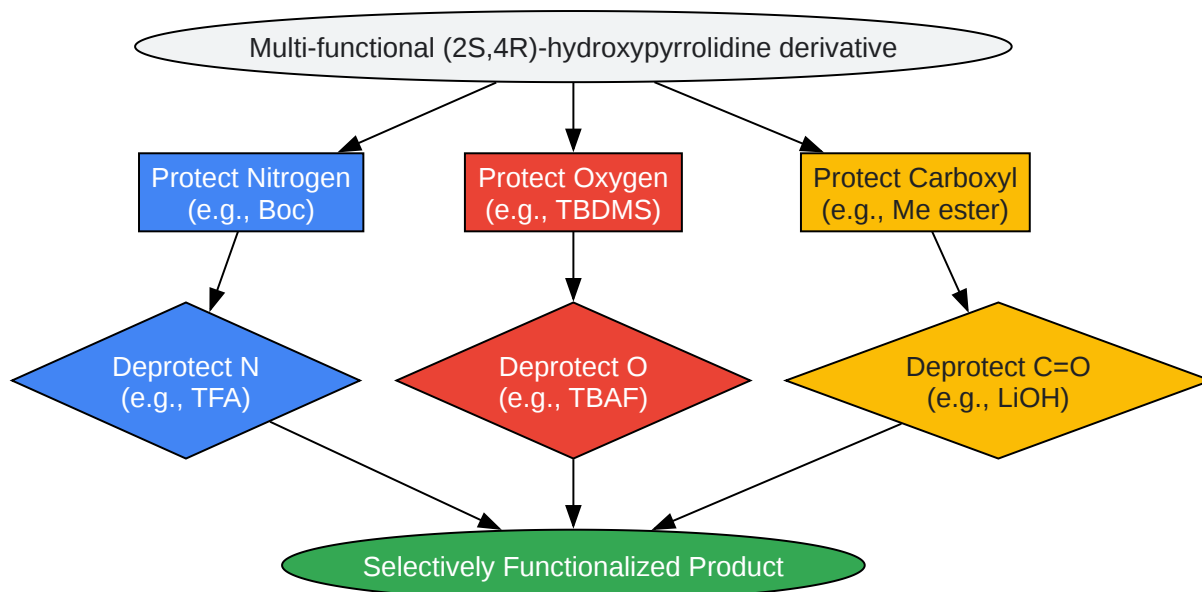 Multi-functional (2S,4R)-hydroxypyrrolidine derivative
Protect Nitrogen
(e.g., Boc)
Protect Oxygen
(e.g., TBDMS)
Protect Carboxyl
(e.g., Me ester)
Deprotect N
(e.g., TFA)
Deprotect O
(e.g., TBAF)
Deprotect C=O
(e.g., LiOH)
Selectively Functionalized Product